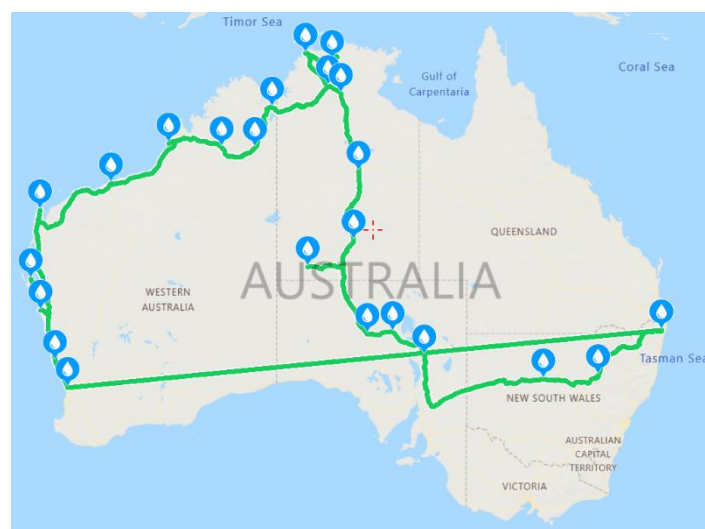 Timor Sea
Coral Sea
Gulf of
Carpentaria
QUEENSLAND
AUSTRALIA
WESTERN
AUSTRALIA
Tasman Sea
NEW SOUTH WALES
AUSTRALIAN
CAPITAL
TERRITORY
VICTORIA